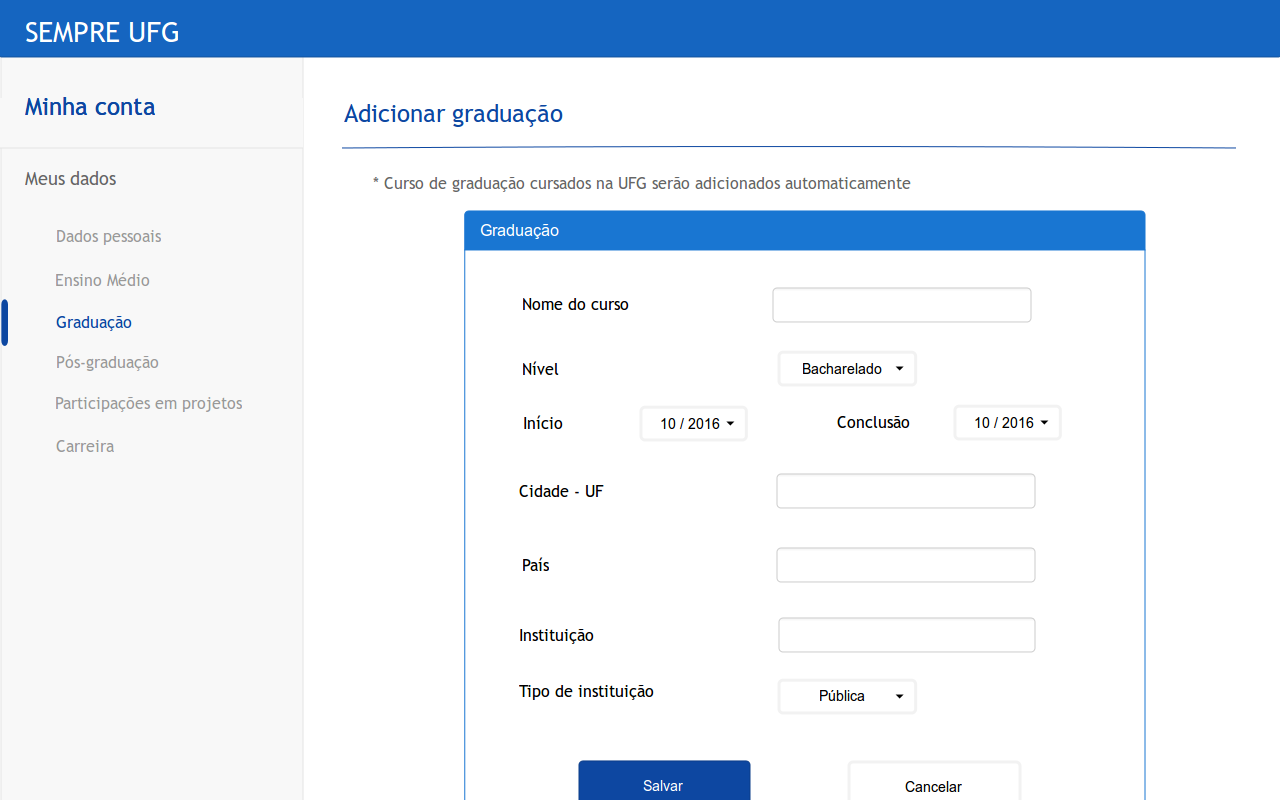 SEMPRE UFG
Minha conta
Meus dados
Dados pessoais
Ensino Médio
Graduação
Pós-graduação
Participações em projetos
Carreira
Adicionar graduação
* Curso de graduação cursados na UFG serão adicionados automaticamente
Graduação
Nome do curso
Nível
Bacharelado
Início
10 / 2016
Conclusão
10 / 2016
Cidade - UF
País
Instituição
Tipo de instituição
Pública
Salvar
Cancelar